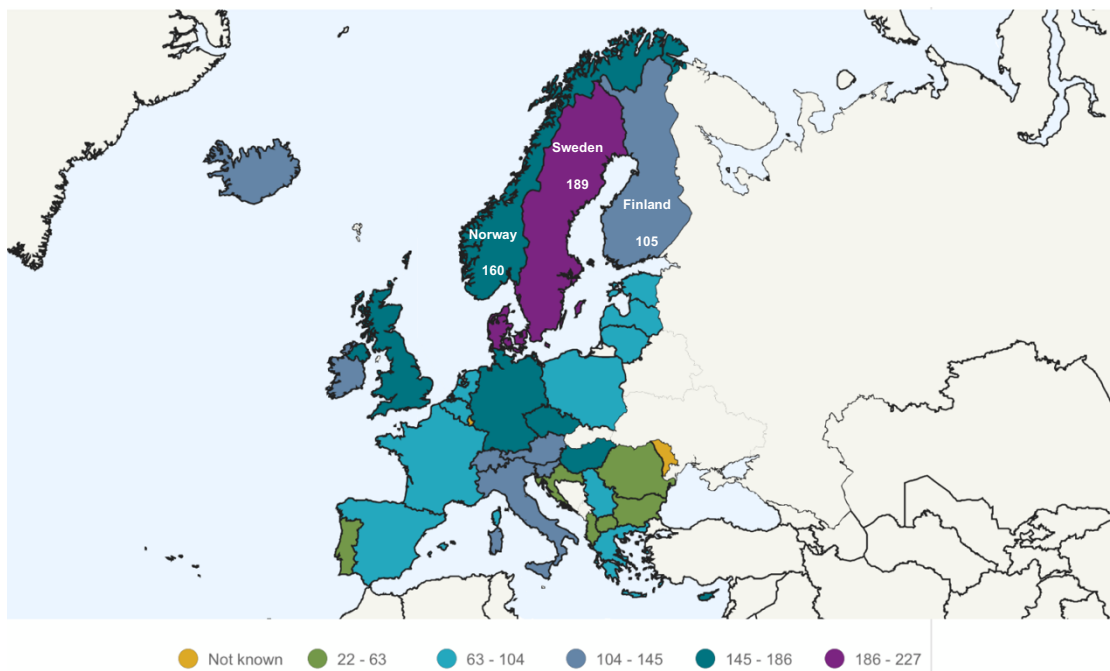 Sweden
189
Finland
105
Norway
160
Not known 22 - 63 63 - 104 104 - 145 145 - 186 186 - 227